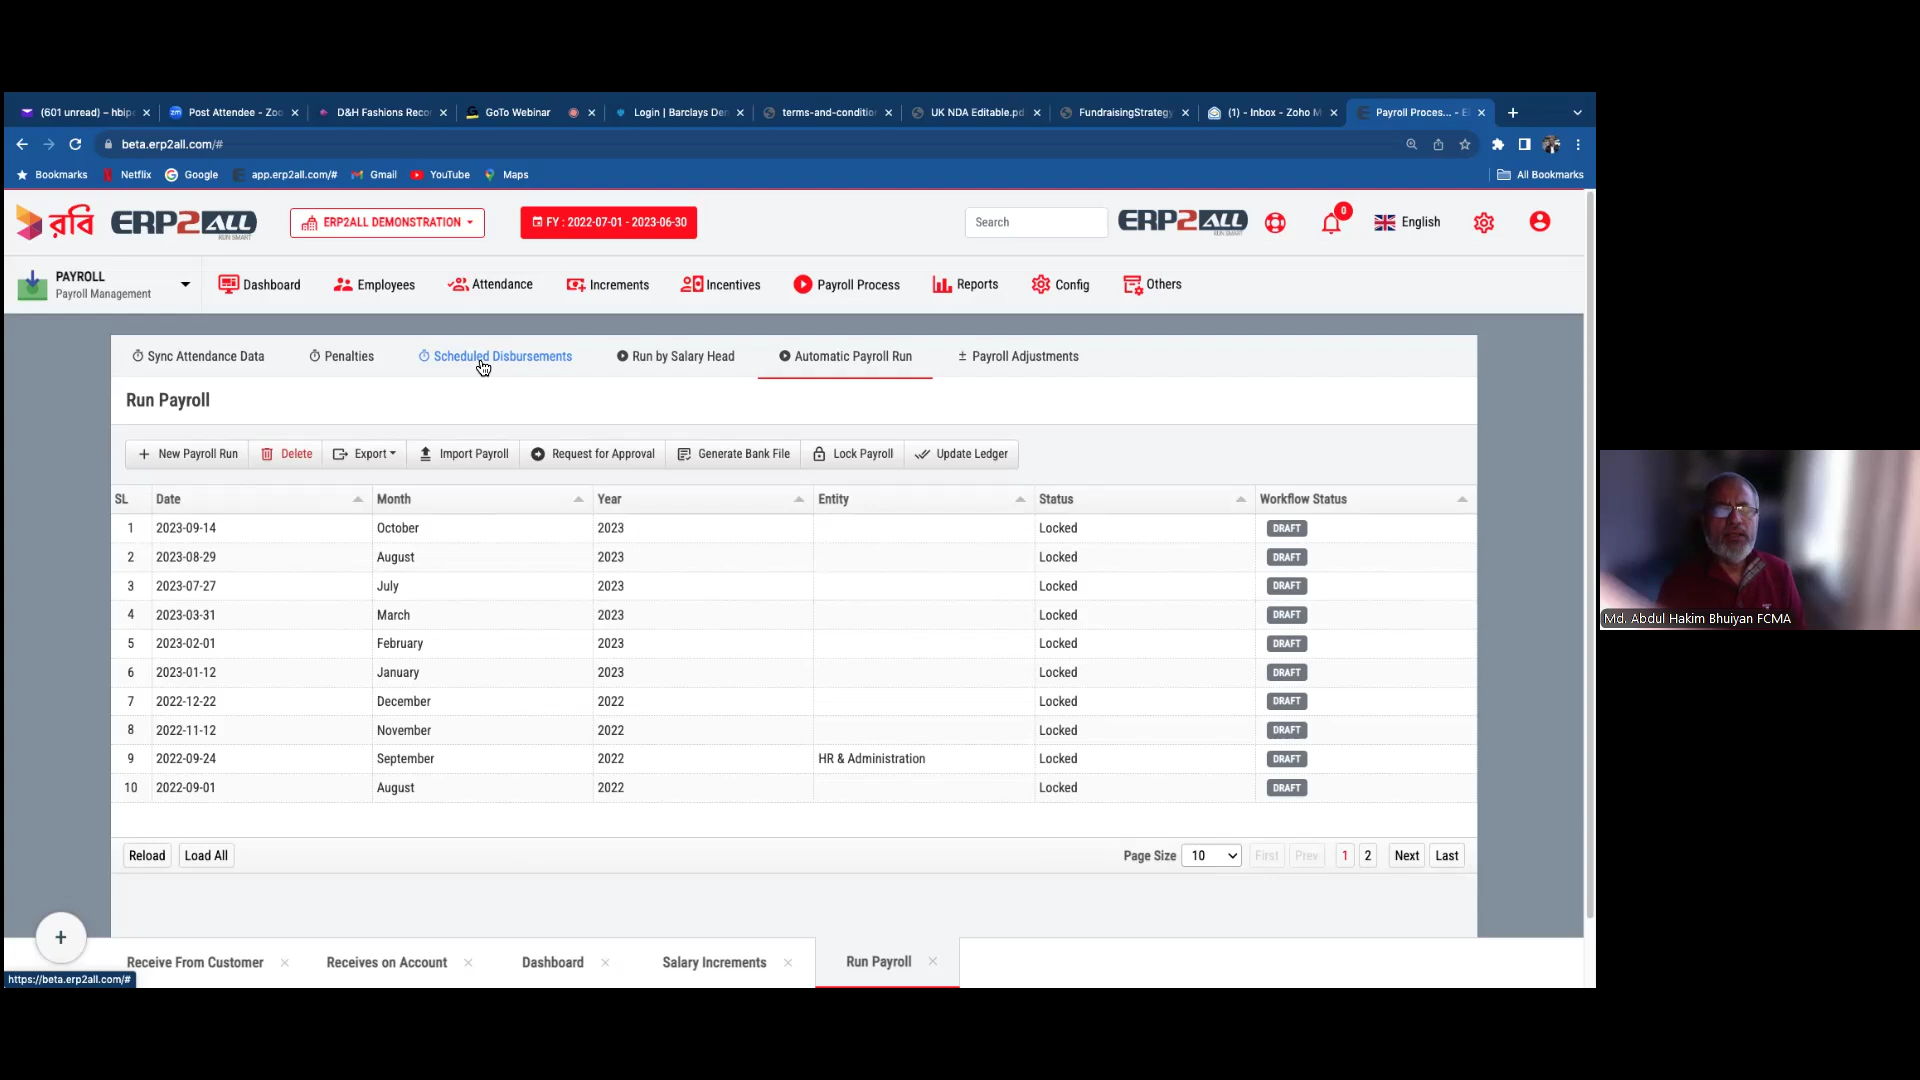 (601 unread) – hbipe
Post Attendee - Zoo
D&H Fashions Recor
GoTo Webinar
Login | Barclays Der
terms-and-condition
UK NDA Editable.pd
FundraisingStrategy
(1) - Inbox - Zoho M
Payroll Proces... - E
beta.erp2all.com/#
Bookmarks
Netflix
Google
app.erp2all.com/#
Gmail
YouTube
Maps
All Bookmarks
রবি
ERP2ALL
RUN SMART
ERP2ALL DEMONSTRATION
FY : 2022-07-01 - 2023-06-30
Search
ERP2ALL
RUN SMART
0
English
PAYROLL
Payroll Management
Dashboard
Employees
Attendance
Increments
Incentives
Payroll Process
Reports
Config
Others
Sync Attendance Data
Penalties
Scheduled Disbursements
Run by Salary Head
Automatic Payroll Run
Payroll Adjustments
Run Payroll
New Payroll Run
Delete
Export
Import Payroll
Request for Approval
Generate Bank File
Lock Payroll
Update Ledger
SL Date Month Year Entity Status Workflow Status
1 2023-09-14 October 2023 Locked DRAFT
2 2023-08-29 August 2023 Locked DRAFT
3 2023-07-27 July 2023 Locked DRAFT
4 2023-03-31 March 2023 Locked DRAFT
5 2023-02-01 February 2023 Locked DRAFT
6 2023-01-12 January 2023 Locked DRAFT
7 2022-12-22 December 2022 Locked DRAFT
8 2022-11-12 November 2022 Locked DRAFT
9 2022-09-24 September 2022 HR & Administration Locked DRAFT
10 2022-09-01 August 2022 Locked DRAFT
Reload
Load All
Page Size 10 First Prev 1 2 Next Last
Receive From Customer
Receives on Account
Dashboard
Salary Increments
Run Payroll
https://beta.erp2all.com/#
Md. Abdul Hakim Bhuiyan FCMA